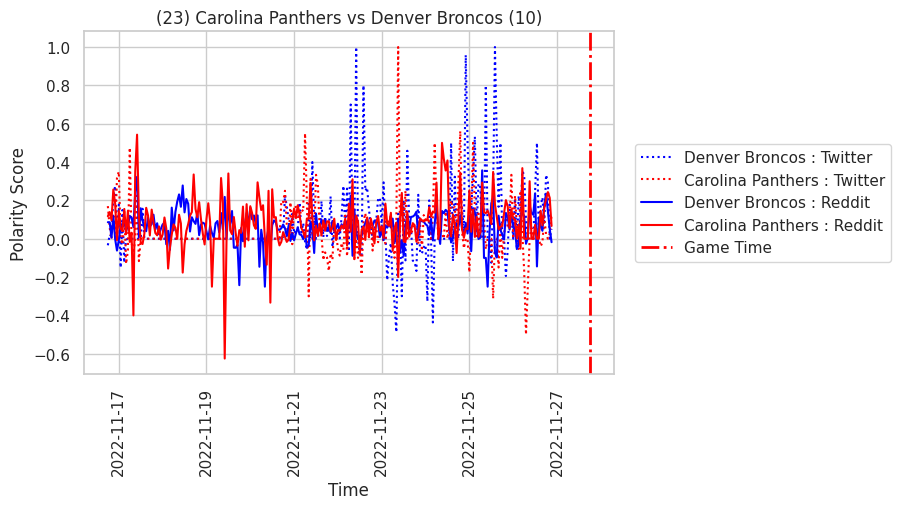 (23) Carolina Panthers vs Denver Broncos (10)
Polarity Score
1.0
0.8
0.6
0.4
0.2
0.0
−0.2
−0.4
−0.6
2022-11-17
2022-11-19
2022-11-21
2022-11-23
2022-11-25
2022-11-27
Time
Denver Broncos : Twitter
Carolina Panthers : Twitter
Denver Broncos : Reddit
Carolina Panthers : Reddit
Game Time